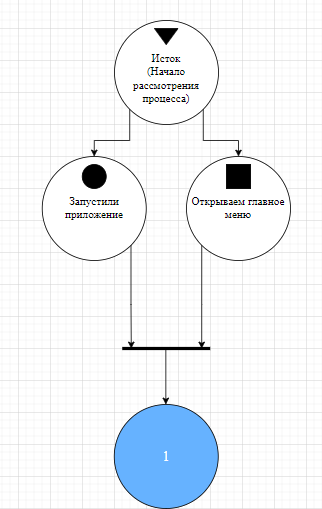 Исток
(Начало
рассмотрения
процесса)
Запустили
приложение
Открываем главное
меню
1